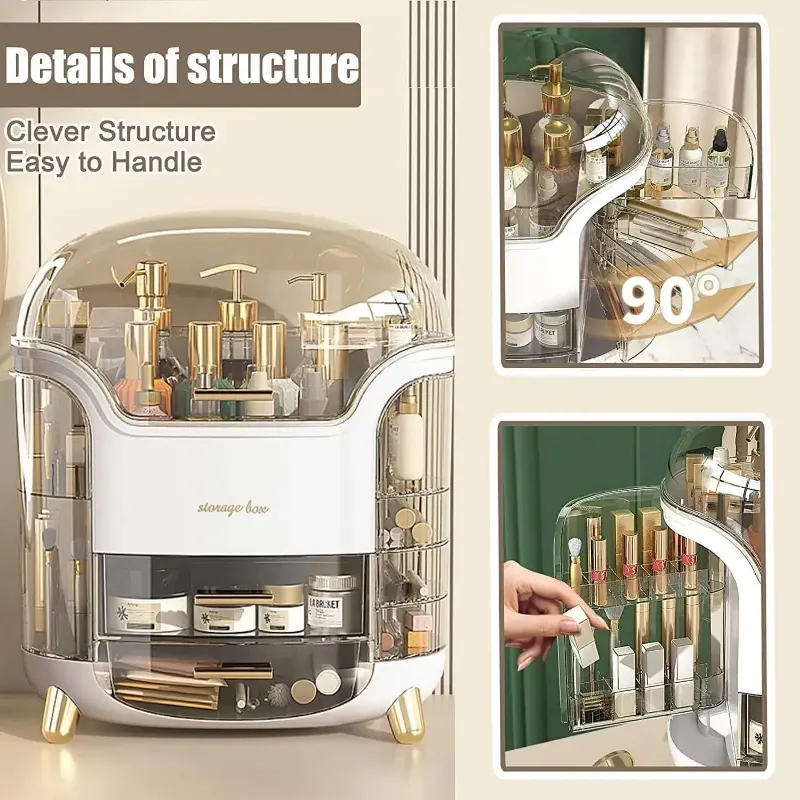 Details of structure
Clever Structure
Easy to Handle
storage box
LA BRUKET
90°